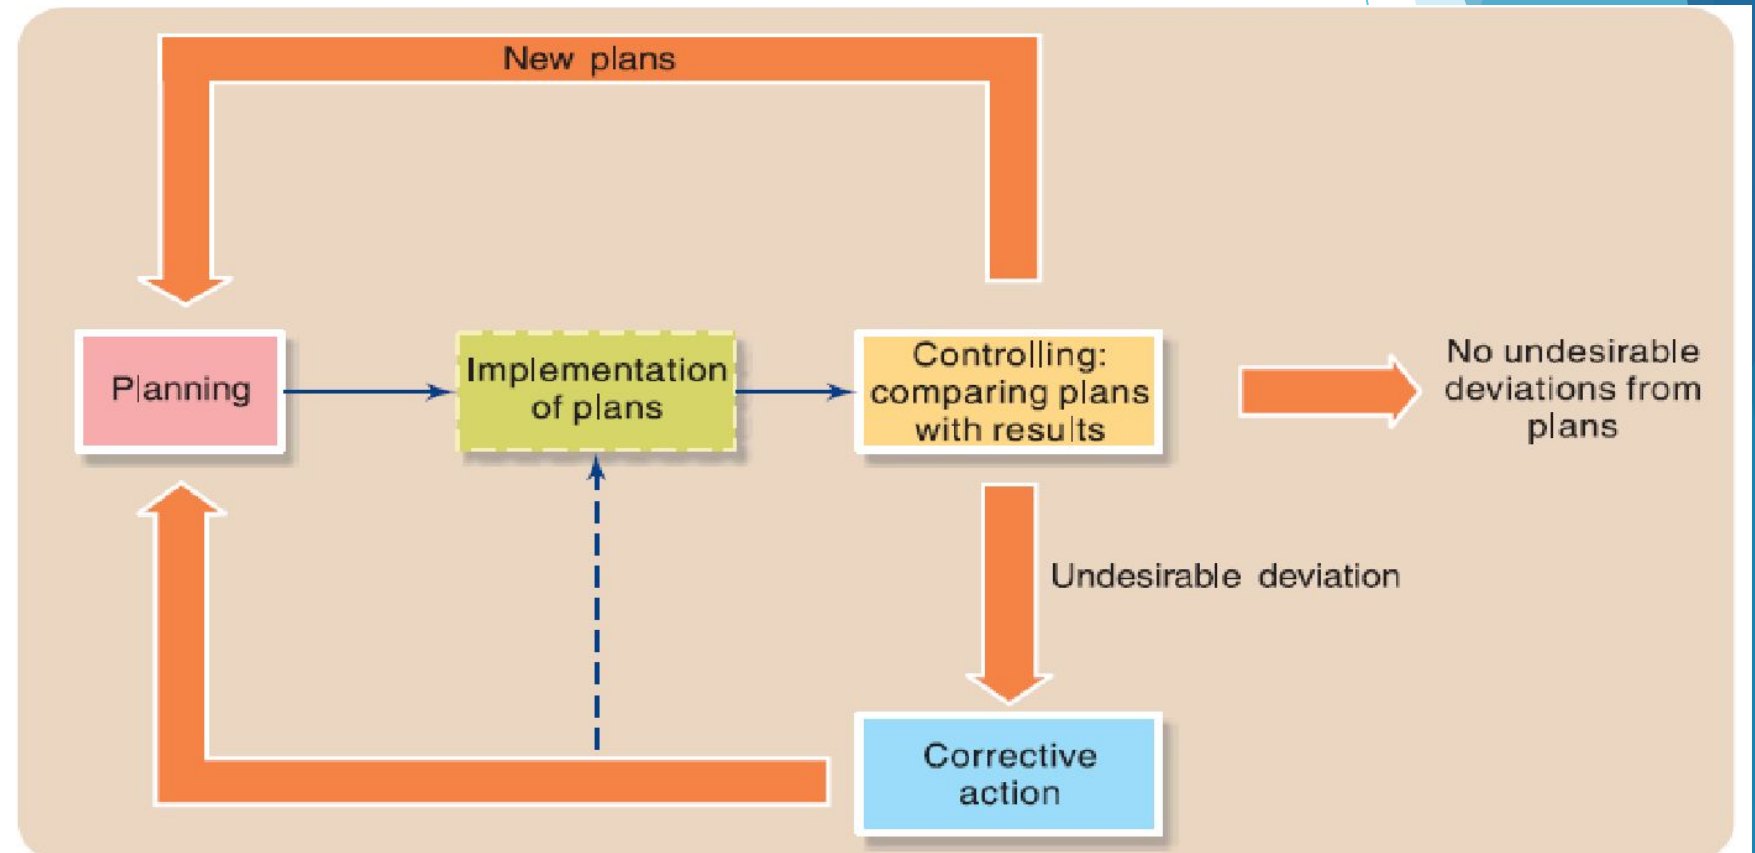 New plans
Planning
Implementation
of plans
Controlling:
comparing plans
with results
No undesirable
deviations from
plans
Undesirable deviation
Corrective
action